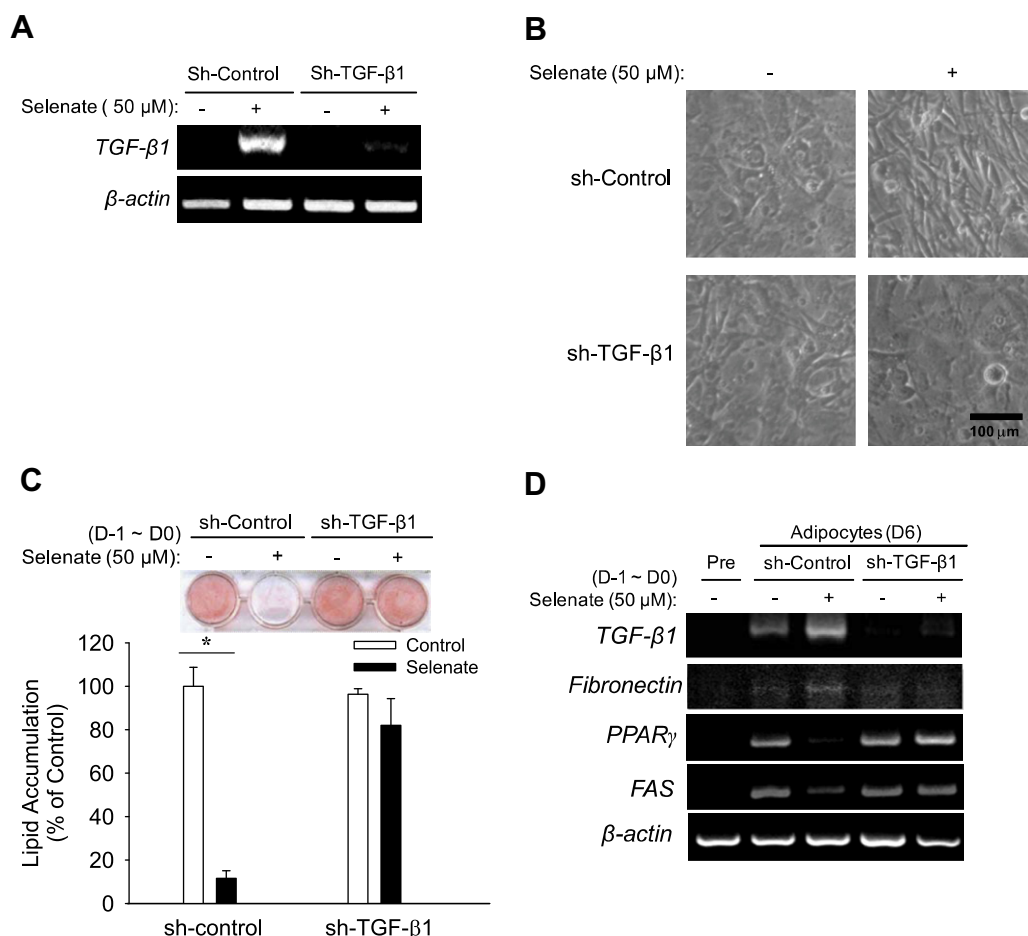 A
Sh-Control Sh-TGF-β1
Selenate ( 50 µM): - + - +
TGF-β1
β-actin
B
Selenate (50 µM): - +
sh-Control
sh-TGF-β1
100 µm
C
sh-Control sh-TGF-β1
(D-1 ~ D0)
Selenate (50 µM): - + - +
120
100
80
60
40
20
0
Lipid Accumulation
(% of Control)
*
Control
Selenate
sh-control sh-TGF-β1
D
Adipocytes (D6)
Pre sh-Control sh-TGF-β1
(D-1 ~ D0)
Selenate (50 µM): - - + - +
TGF-β1
Fibronectin
PPARγ
FAS
β-actin